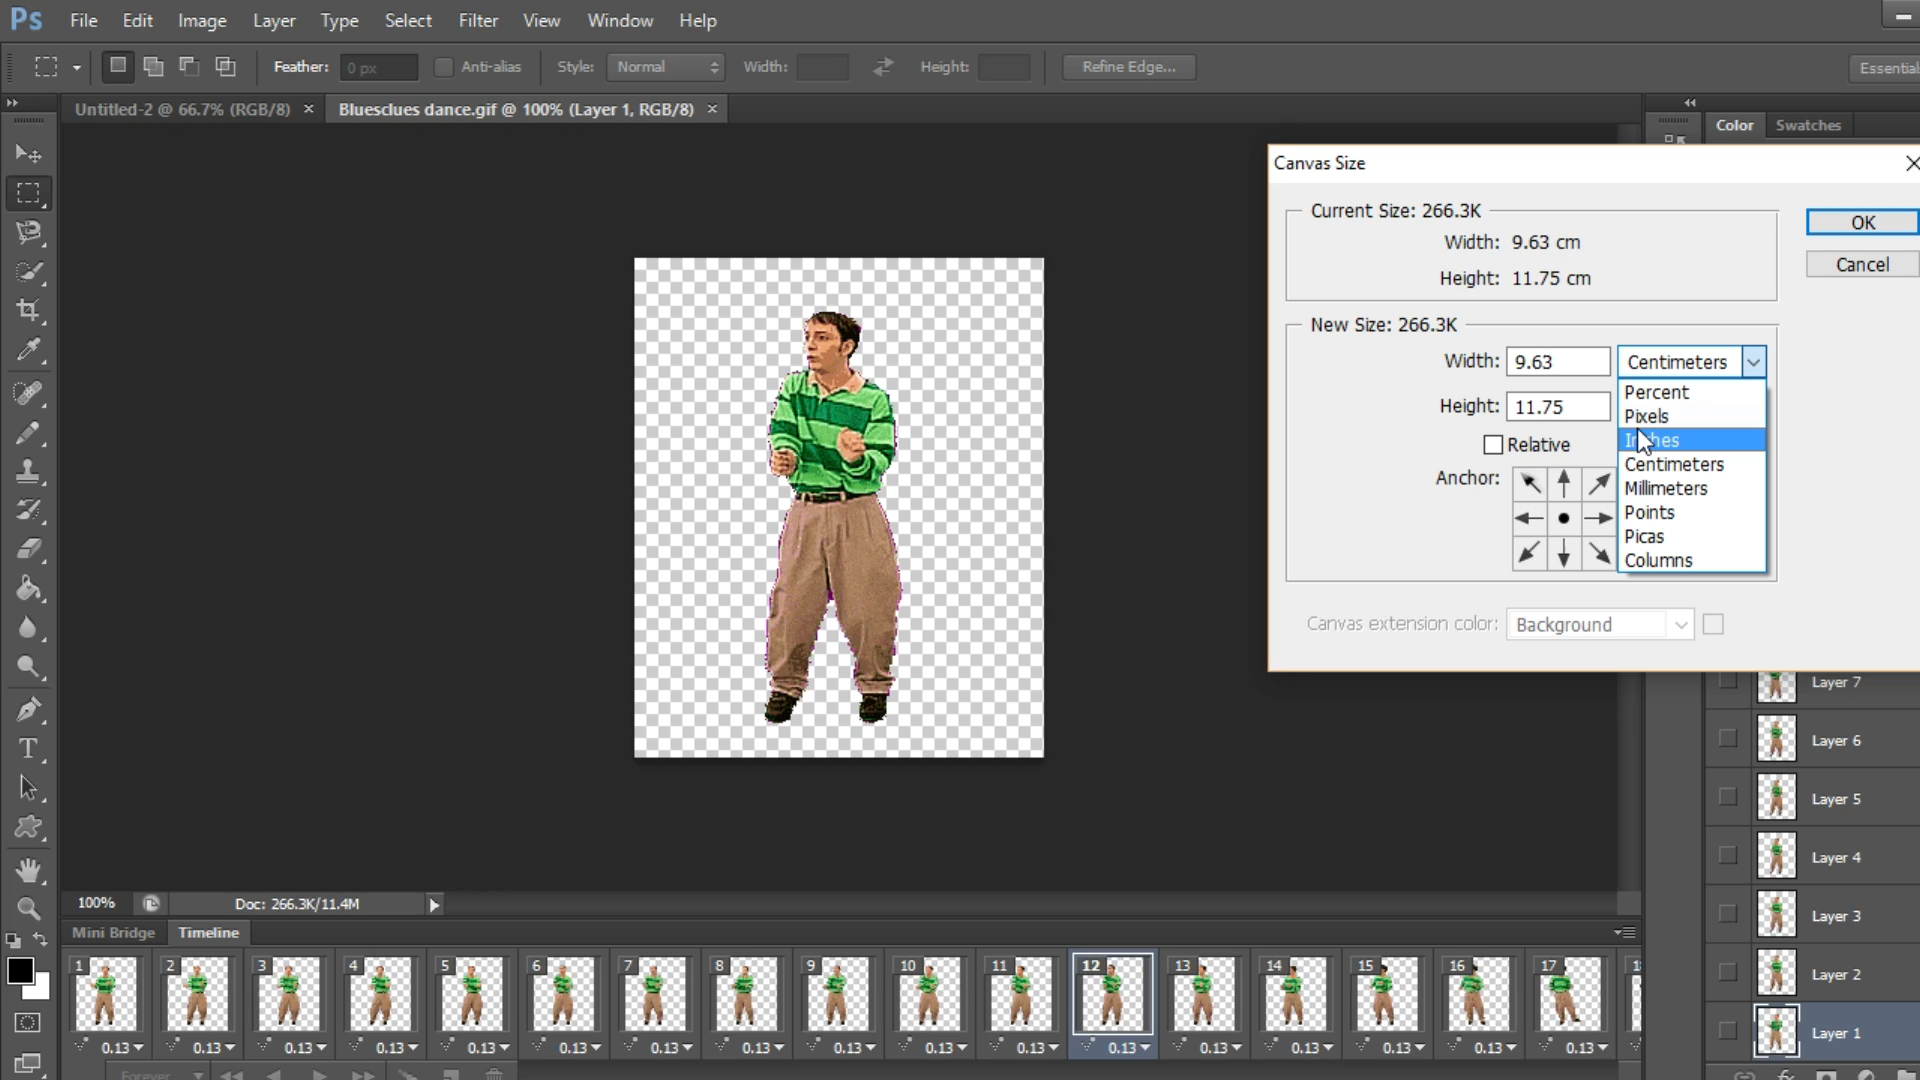 Ps File Edit Image Layer Type Select Filter View Window Help
Feather: 0 px Anti-alias Style: Normal Width: Height: Refine Edge...
Untitled-2 @ 66.7% (RGB/8) × Bluesclues dance.gif @ 100% (Layer 1, RGB/8) ×
Color Swatches
Canvas Size
Current Size: 266.3K
OK
Width: 9.63 cm
Cancel
Height: 11.75 cm
New Size: 266.3K
Width: 9.63 Centimeters
Percent
Height: 11.75
Pixels
Inches
Relative
Centimeters
Anchor:
Millimeters
Points
Picas
Columns
Canvas extension color: Background
Layer 7
Layer 6
Layer 5
Layer 4
Layer 3
Layer 2
Layer 1
100% Doc: 266.3K/11.4M
Mini Bridge Timeline
1 2 3 4 5 6 7 8 9 10 11 12 13 14 15 16 17
0.13 0.13 0.13 0.13 0.13 0.13 0.13 0.13 0.13 0.13 0.13 0.13 0.13 0.13 0.13 0.13 0.13
Forever